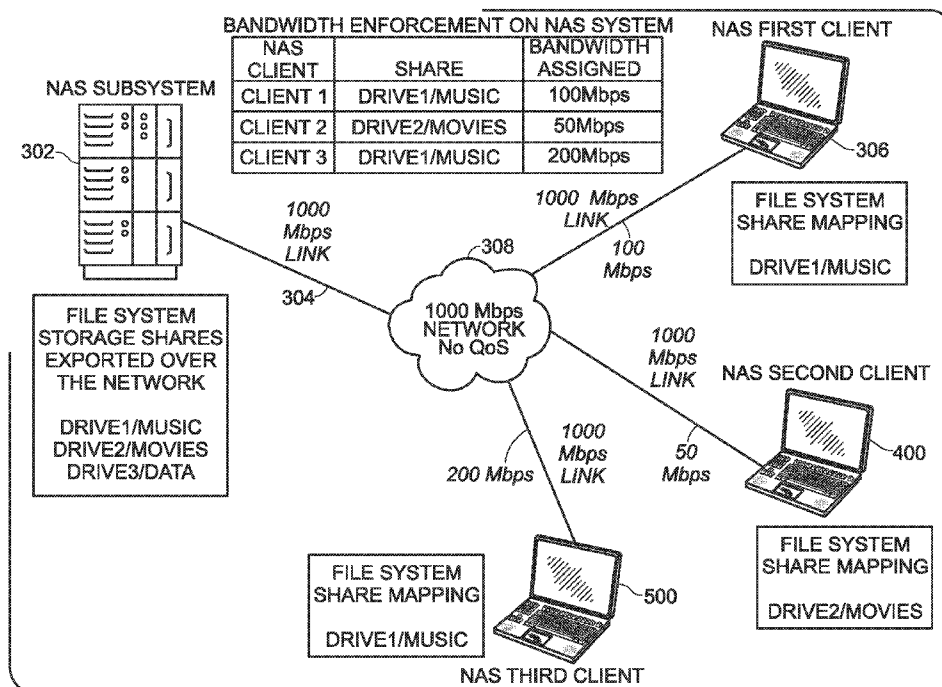 BANDWIDTH ENFORCEMENT ON NAS SYSTEM
NAS CLIENT SHARE BANDWIDTH ASSIGNED
CLIENT 1 DRIVE1/MUSIC 100Mbps
CLIENT 2 DRIVE2/MOVIES 50Mbps
CLIENT 3 DRIVE1/MUSIC 200Mbps
NAS SUBSYSTEM
302
1000
Mbps
LINK
304
FILE SYSTEM
STORAGE SHARES
EXPORTED OVER
THE NETWORK
DRIVE1/MUSIC
DRIVE2/MOVIES
DRIVE3/DATA
308
1000 Mbps
NETWORK
No QoS
NAS FIRST CLIENT
306
1000 Mbps
LINK
100
Mbps
FILE SYSTEM
SHARE MAPPING
DRIVE1/MUSIC
NAS SECOND CLIENT
400
1000
Mbps
LINK
50
Mbps
FILE SYSTEM
SHARE MAPPING
DRIVE2/MOVIES
200 Mbps
1000
Mbps
LINK
500
FILE SYSTEM
SHARE MAPPING
DRIVE1/MUSIC
NAS THIRD CLIENT